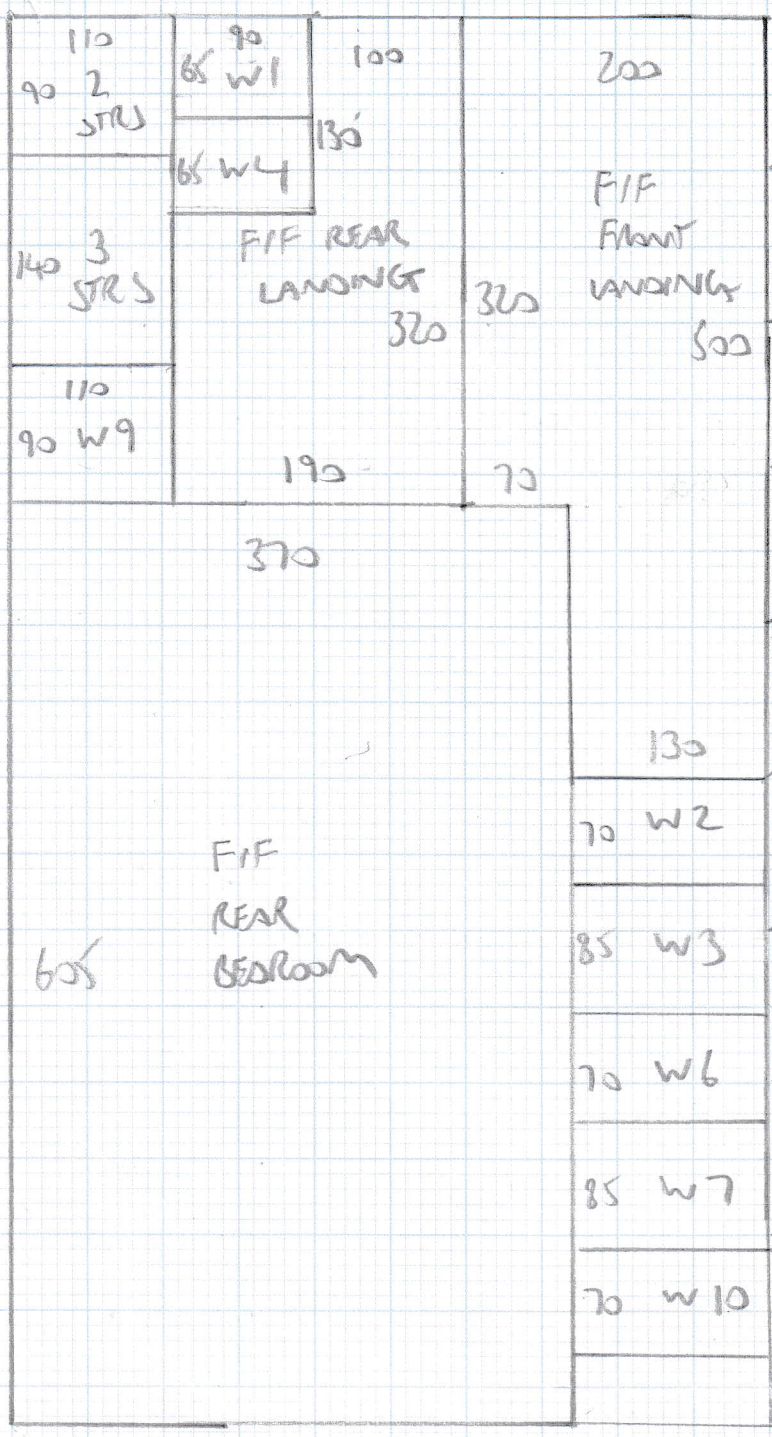 110
90 2
STRS
90
65 W1
100
200
130
65 W4
F/F
FRONT
LANDING
140 3
STRS
F/F REAR
LANDING
320
320
500
110
90 W9
190
70
370
130
70 W2
F/F
REAR
BEDROOM
605
85 W3
70 W6
85 W7
70 W10